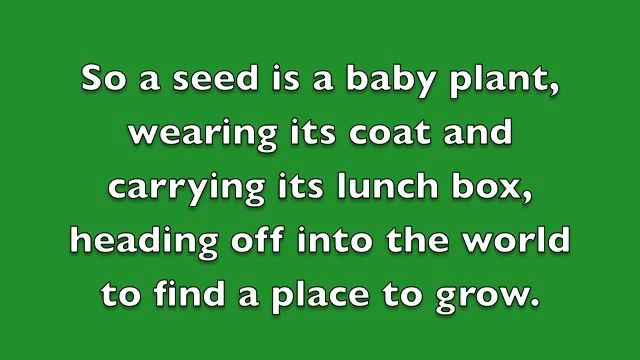 So a seed is a baby plant,
wearing its coat and
carrying its lunch box,
heading off into the world
to find a place to grow.